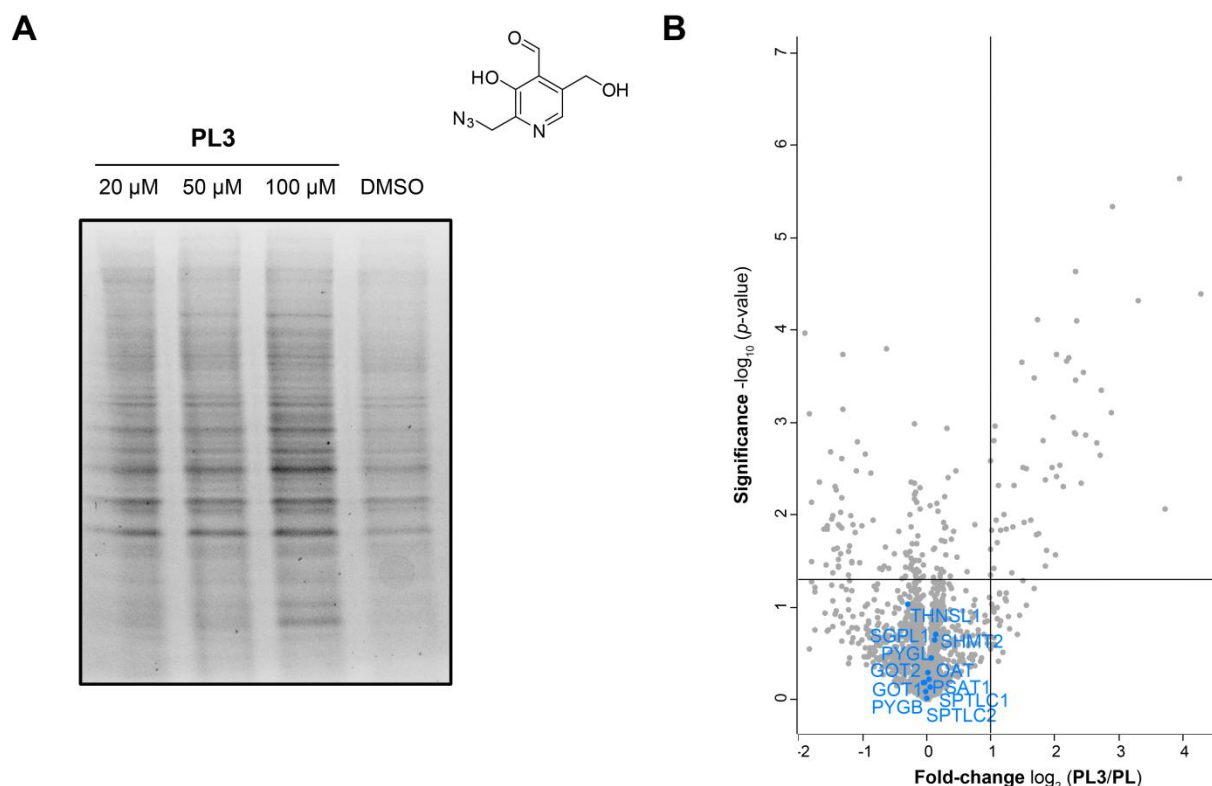 A
B
O
HO
OH
N3
N
PL3
20 µM 50 µM 100 µM DMSO
7
6
5
4
3
2
1
0
Significance -log10 (p-value)
THNSL1
SGPL1
SHMT2
PYGL
GOT2
OAT
GOT1
PSAT1
SPTLC1
PYGB
SPTLC2
-2 -1 0 1 2 3 4
Fold-change log2 (PL3/PL)